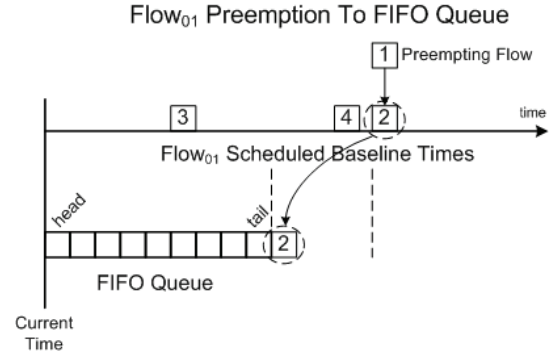 Flow01 Preemption To FIFO Queue
1 Preempting Flow
3 4 2 time
Flow01 Scheduled Baseline Times
head tail
2
FIFO Queue
Current
Time